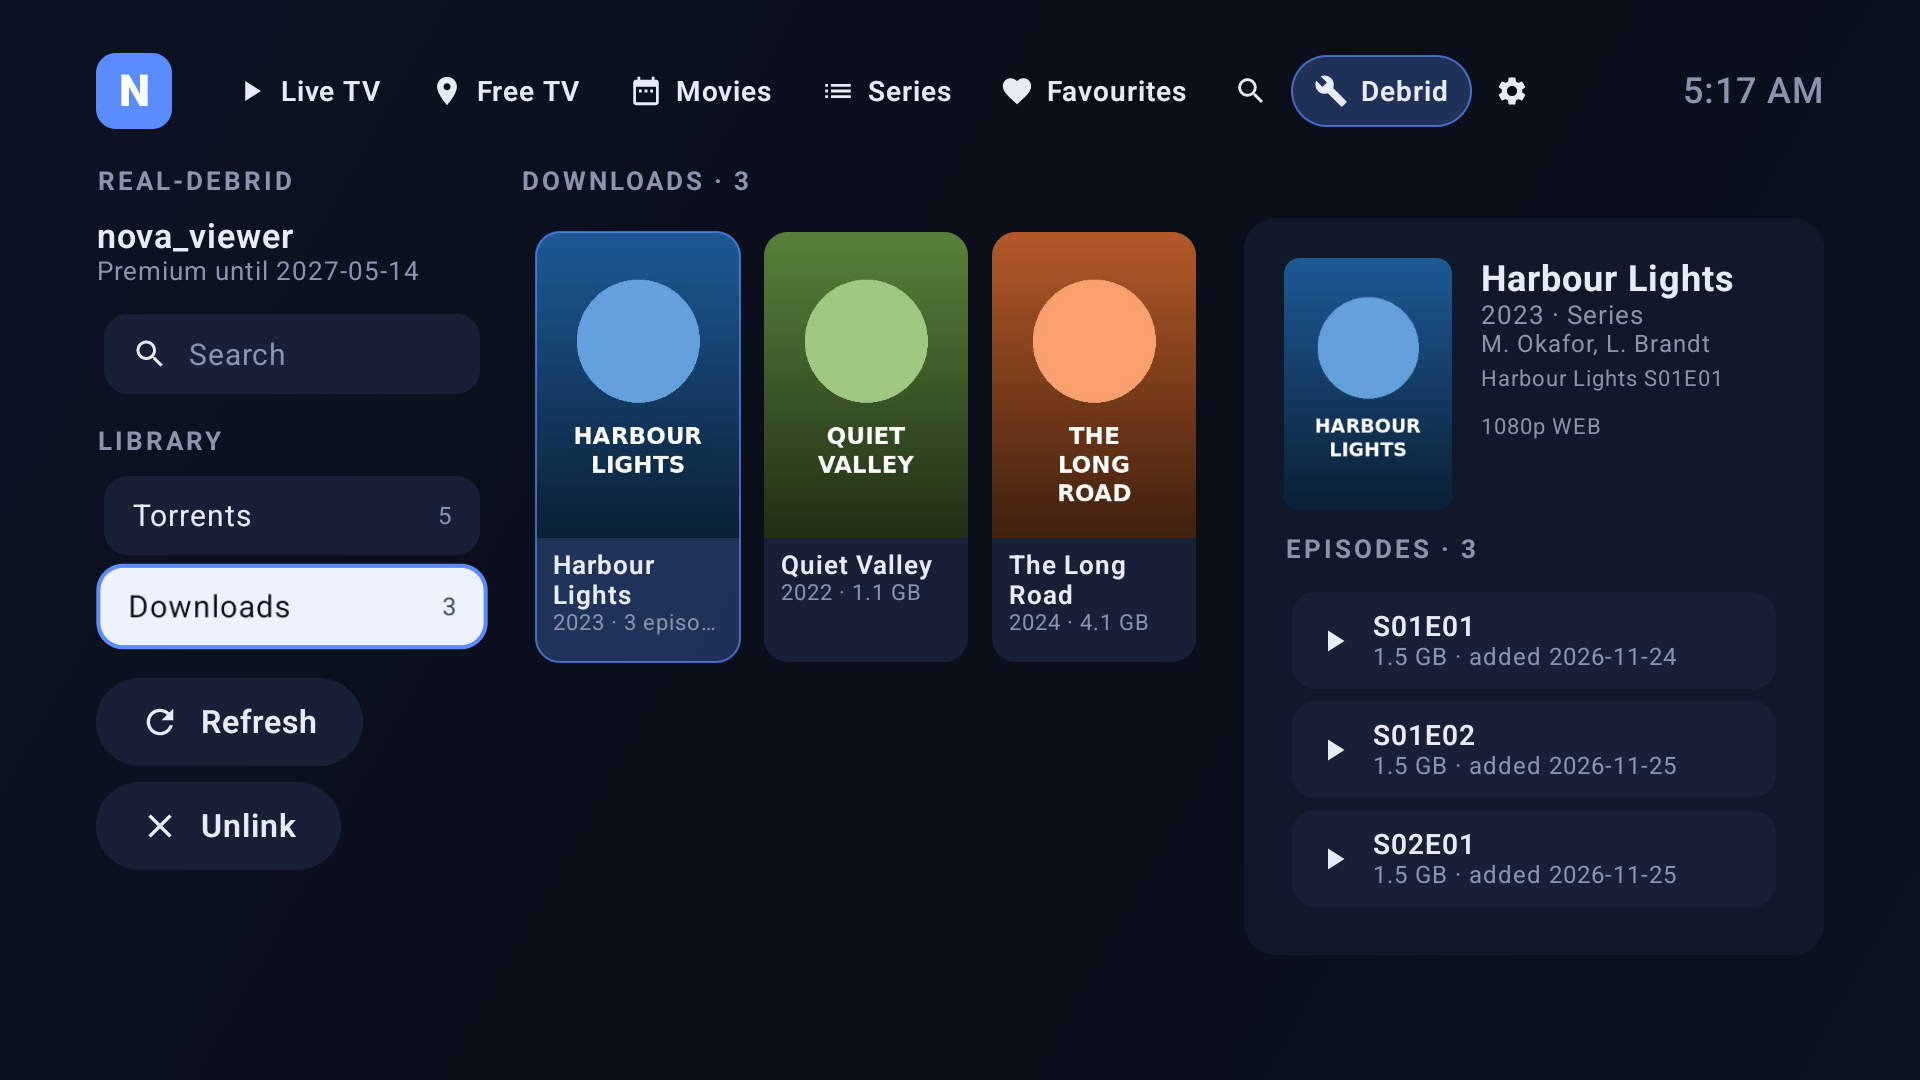 N
Live TV
Free TV
Movies
Series
Favourites
Debrid
5:17 AM
REAL-DEBRID
nova_viewer
Premium until 2027-05-14
Search
LIBRARY
Torrents 5
Downloads 3
Refresh
Unlink
DOWNLOADS · 3
HARBOUR
LIGHTS
Harbour
Lights
2023 · 3 episo…
QUIET
VALLEY
Quiet Valley
2022 · 1.1 GB
THE
LONG
ROAD
The Long
Road
2024 · 4.1 GB
HARBOUR
LIGHTS
Harbour Lights
2023 · Series
M. Okafor, L. Brandt
Harbour Lights S01E01
1080p WEB
EPISODES · 3
S01E01
1.5 GB · added 2026-11-24
S01E02
1.5 GB · added 2026-11-25
S02E01
1.5 GB · added 2026-11-25